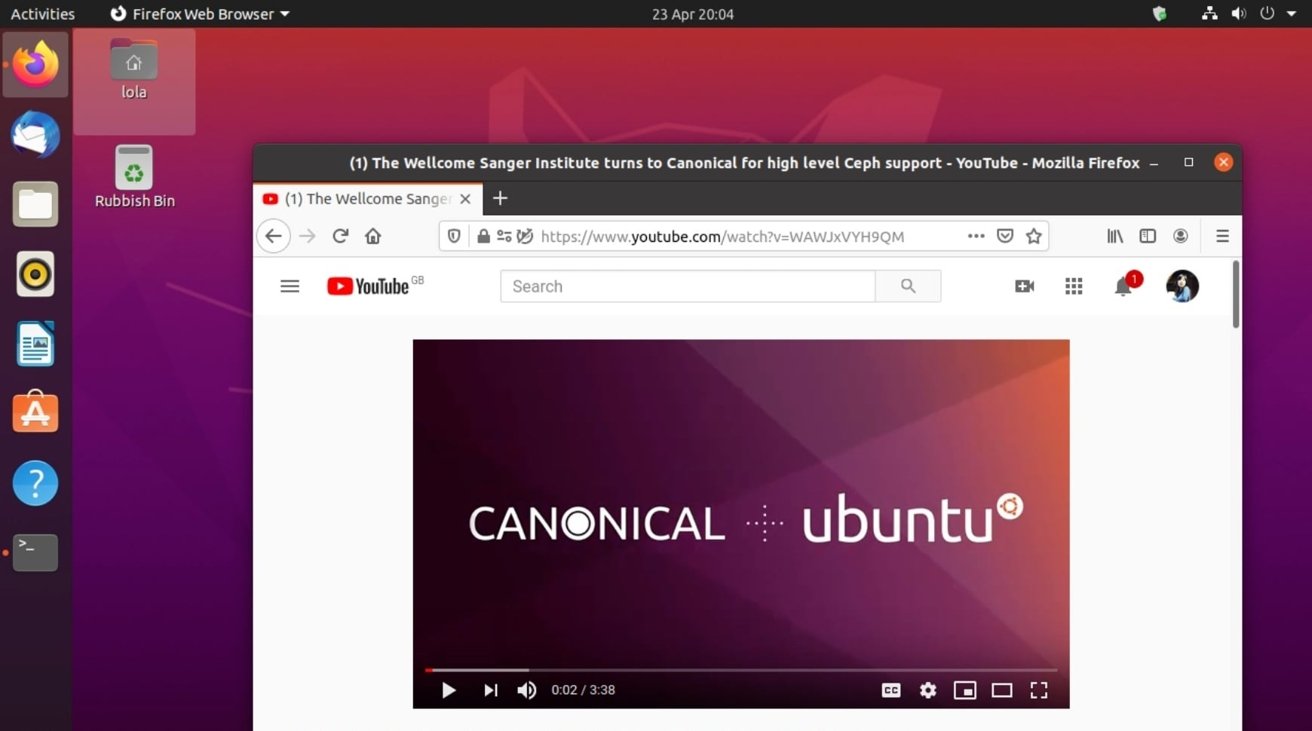 Activities
Firefox Web Browser
23 Apr 20:04
lola
Rubbish Bin
(1) The Wellcome Sanger Institute turns to Canonical for high level Ceph support - YouTube - Mozilla Firefox
(1) The Wellcome Sanger
https://www.youtube.com/watch?v=WAWJxVYH9QM
YouTube GB
Search
1
CANONICAL ubuntu
0:02 / 3:38
CC